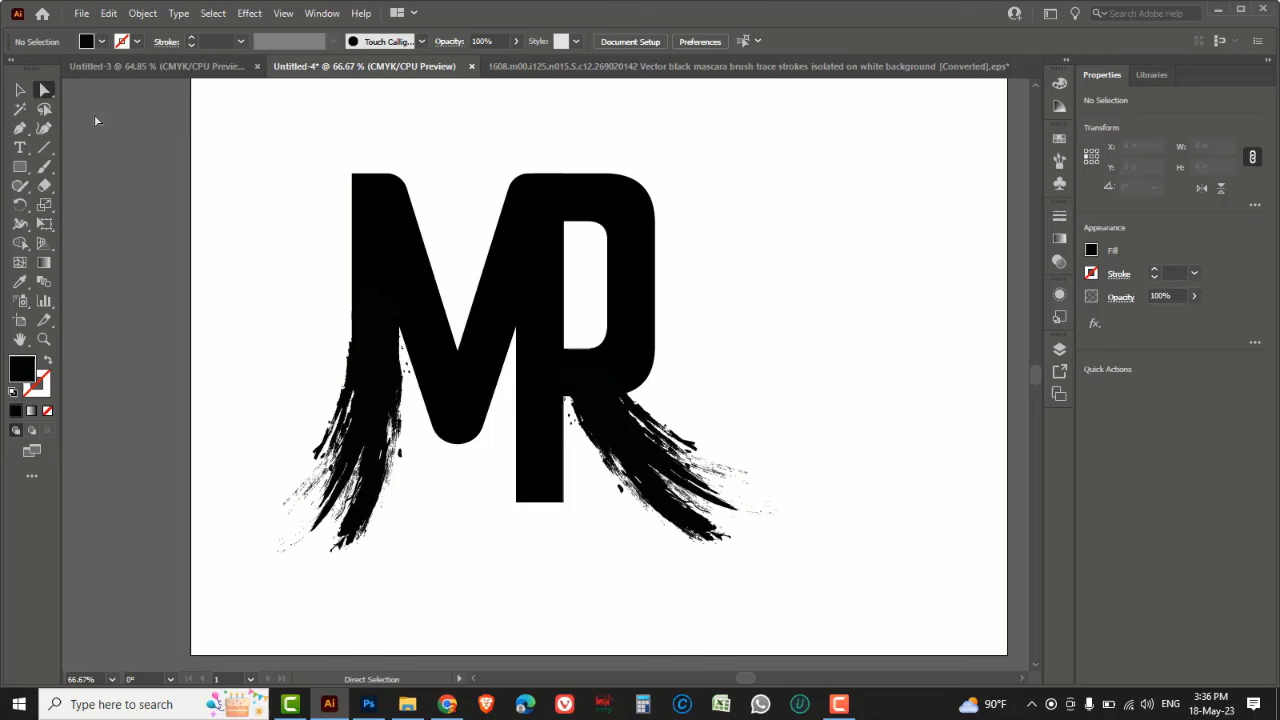 Ai File Edit Object Type Select Effect View Window Help Search Adobe Help
No Selection Stroke: Touch Callig... Opacity: 100% Style: Document Setup Preferences
Untitled-3 @ 64.85 % (CMYK/CPU Previe... × Untitled-4* @ 66.67 % (CMYK/CPU Preview) × 1608.m00.i125.n015.S.c12.269020142 Vector black mascara brush trace strokes isolated on white background [Converted].eps*
Properties Libraries
No Selection
Transform
X: W:
Y: H:
Appearance
Fill
Stroke
Opacity 100%
fx.
Quick Actions
MR
66.67% 0° 1 Direct Selection
Type here to search Ai Ps ENG 3:36 PM
18-May-23